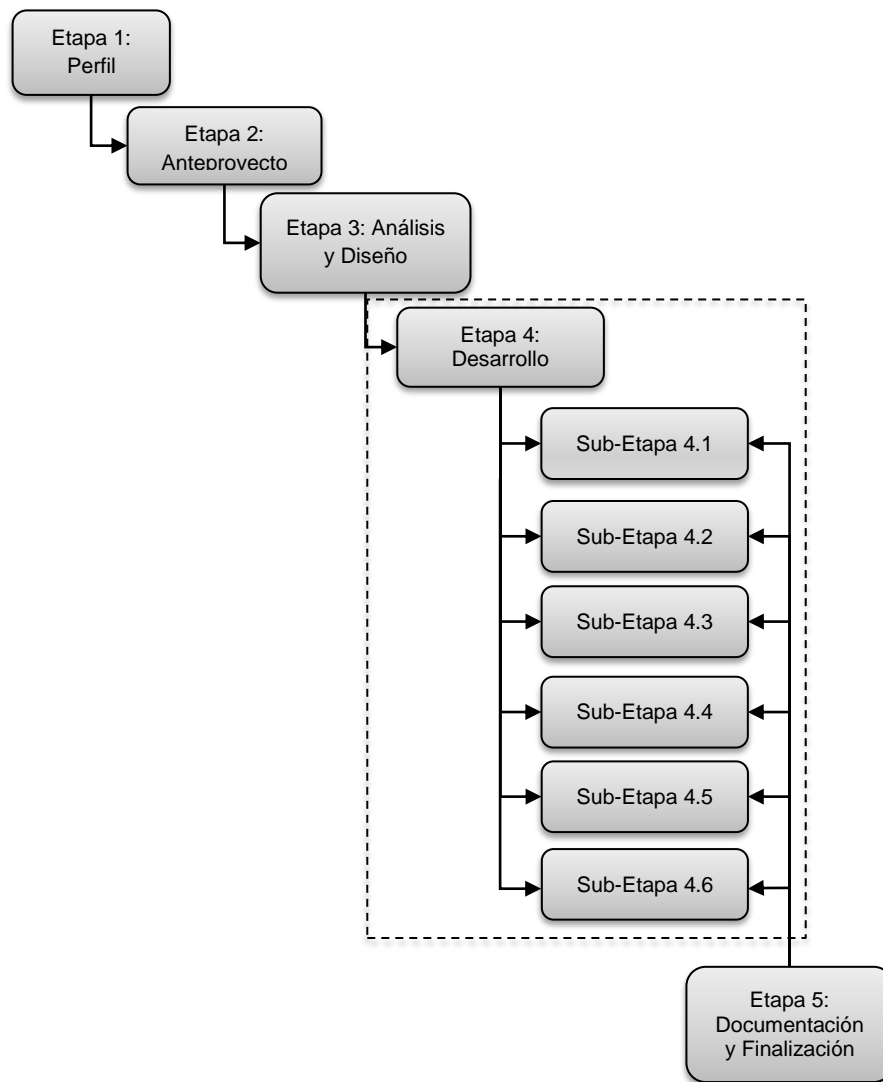 Etapa 1:
Perfil
Etapa 2:
Anteproyecto
Etapa 3: Análisis
y Diseño
Etapa 4:
Desarrollo
Sub-Etapa 4.1
Sub-Etapa 4.2
Sub-Etapa 4.3
Sub-Etapa 4.4
Sub-Etapa 4.5
Sub-Etapa 4.6
Etapa 5:
Documentación
y Finalización